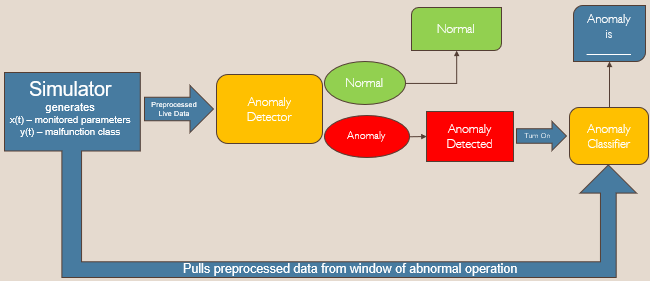 Simulator
generates
x(t) – monitored parameters
y(t) – malfunction class
Preprocessed
Live Data
Anomaly
Detector
Normal
Normal
Anomaly
Anomaly
Detected
Turn On
Anomaly
Classifier
Anomaly
is
________
Pulls preprocessed data from window of abnormal operation